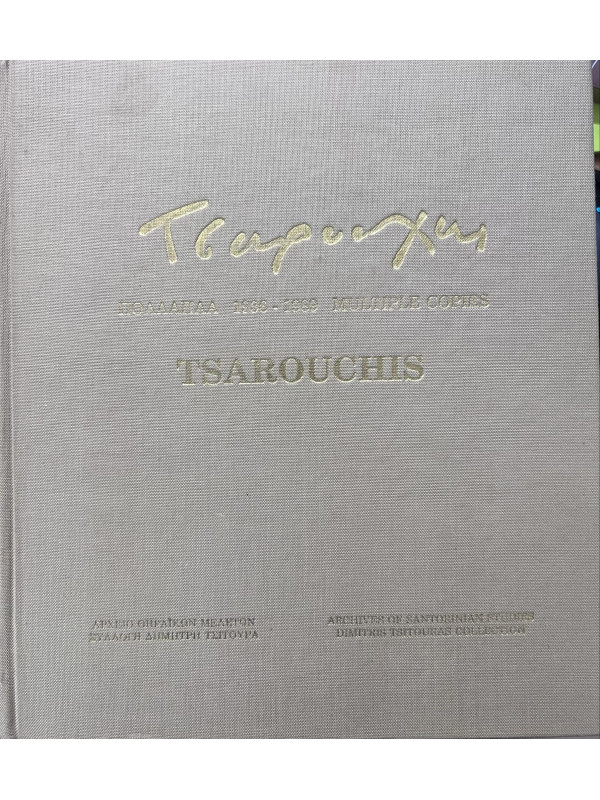 Τσαρούχης
ΠΟΛΛΑΠΛΑ 1936 - 1989 MULTIPLE COPIES
TSAROUCHIS
ΑΡΧΕΙΟ ΘΗΡΑΪΚΩΝ ΜΕΛΕΤΩΝ
ΣΥΛΛΟΓΗ ΔΗΜΗΤΡΗ ΤΣΙΤΟΥΡΑ
ARCHIVES OF SANTORINIAN STUDIES
DIMITRIS TSITOURAS COLLECTION